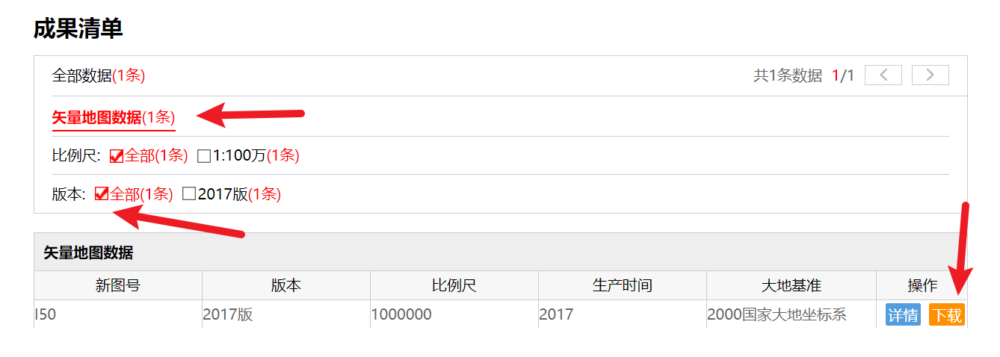 成果清单
全部数据(1条) 共1条数据 1/1
矢量地图数据(1条)
比例尺: 全部(1条) 1:100万(1条)
版本: 全部(1条) 2017版(1条)
矢量地图数据
新图号 版本 比例尺 生产时间 大地基准 操作
I50 2017版 1000000 2017 2000国家大地坐标系 详情 下载